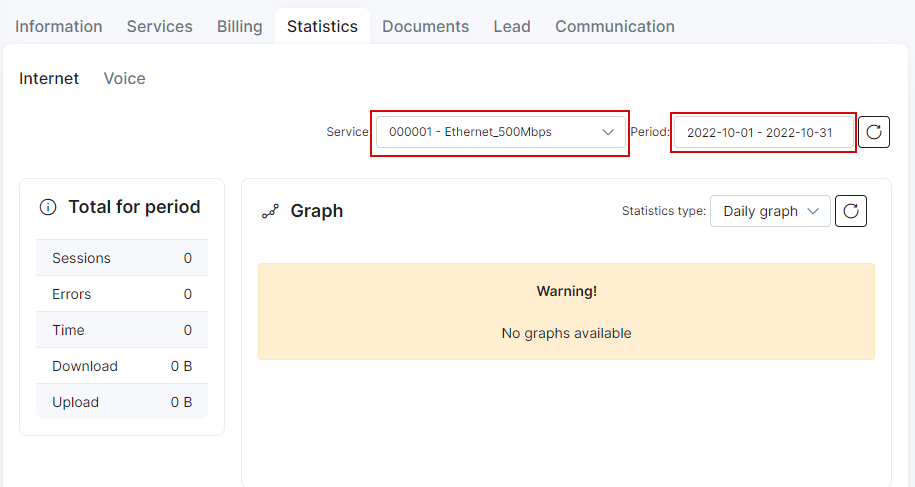 Information Services Billing Statistics Documents Lead Communication
Internet Voice
Service 000001 - Ethernet_500Mbps Period: 2022-10-01 - 2022-10-31
Total for period
Sessions 0
Errors 0
Time 0
Download 0 B
Upload 0 B
Graph Statistics type: Daily graph
Warning!
No graphs available